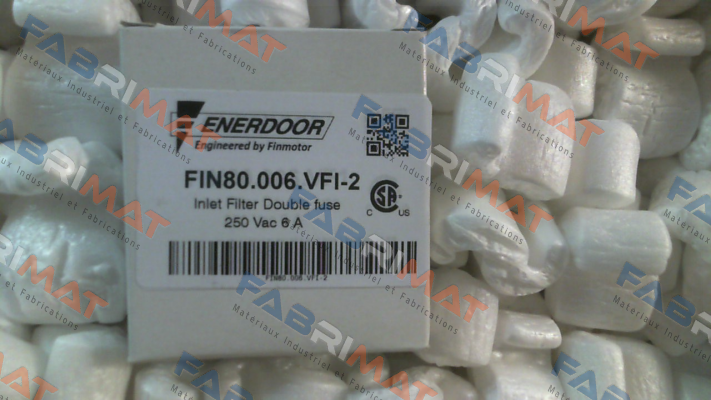 ENERDOOR
Engineered by Finmotor
FIN80.006.VFI-2
Inlet Filter Double fuse
250 Vac 6 A
C US
FIN80.006.VFI-2
FABRIMAT
Materiaux Industriel et Fabrications